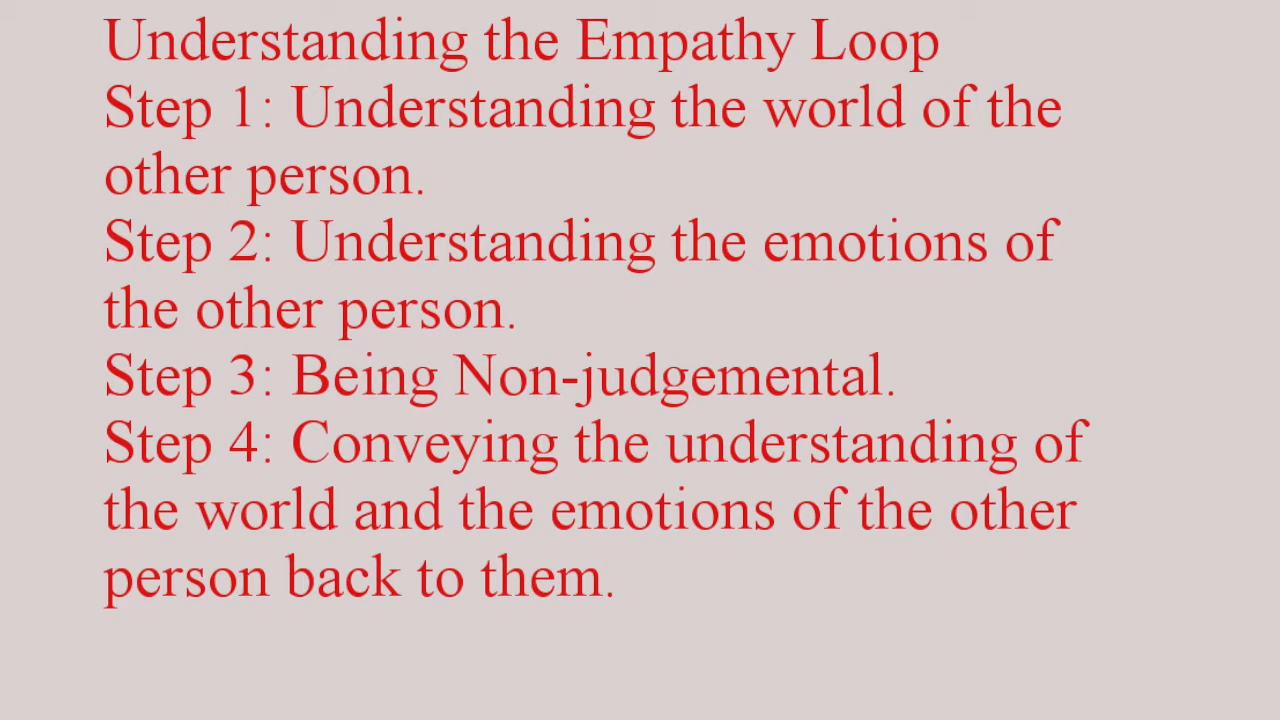 Understanding the Empathy Loop
Step 1: Understanding the world of the
other person.
Step 2: Understanding the emotions of
the other person.
Step 3: Being Non-judgemental.
Step 4: Conveying the understanding of
the world and the emotions of the other
person back to them.